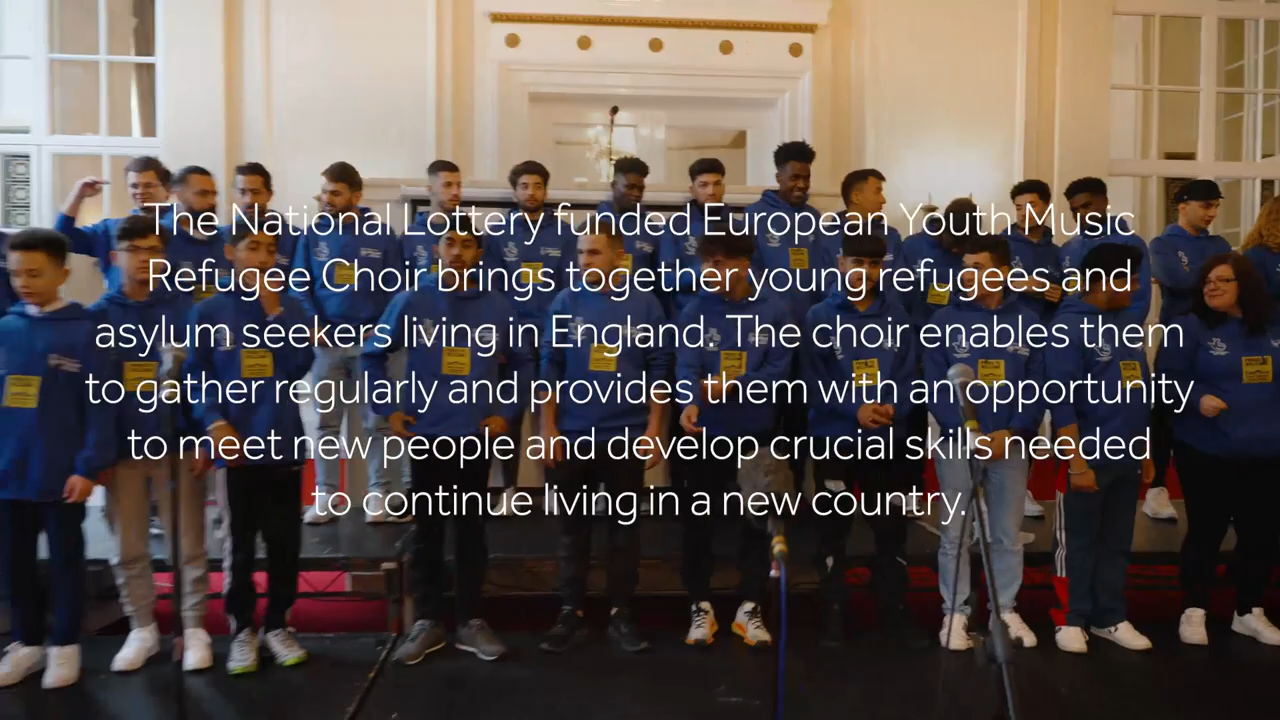 The National Lottery funded European Youth Music
Refugee Choir brings together young refugees and
asylum seekers living in England. The choir enables them
to gather regularly and provides them with an opportunity
to meet new people and develop crucial skills needed
to continue living in a new country.